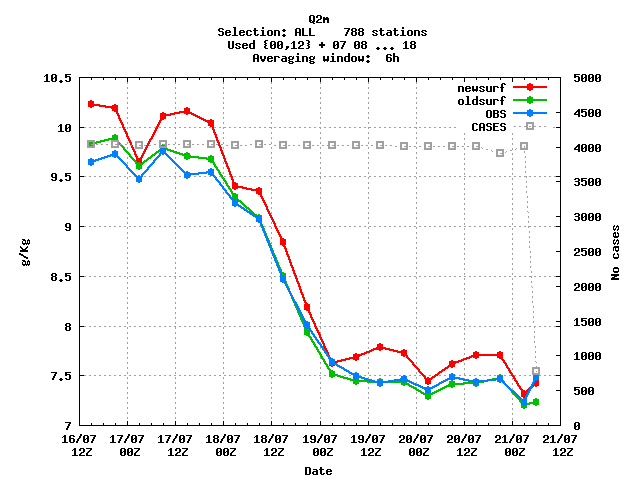 Q2m
Selection: ALL    788 stations
Used {00,12} + 07 08 ... 18
Averaging window:  6h
newsurf
oldsurf
OBS
CASES
10.5
10
9.5
9
8.5
8
7.5
7
g/Kg
5000
4500
4000
3500
3000
2500
2000
1500
1000
500
0
No cases
16/07 17/07 17/07 18/07 18/07 19/07 19/07 20/07 20/07 21/07 21/07
12Z 00Z 12Z 00Z 12Z 00Z 12Z 00Z 12Z 00Z 12Z
Date